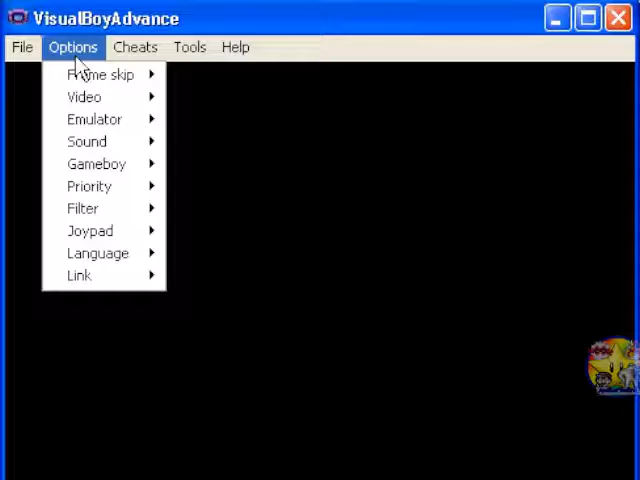 VisualBoyAdvance
File Options Cheats Tools Help
Frame skip
Video
Emulator
Sound
Gameboy
Priority
Filter
Joypad
Language
Link